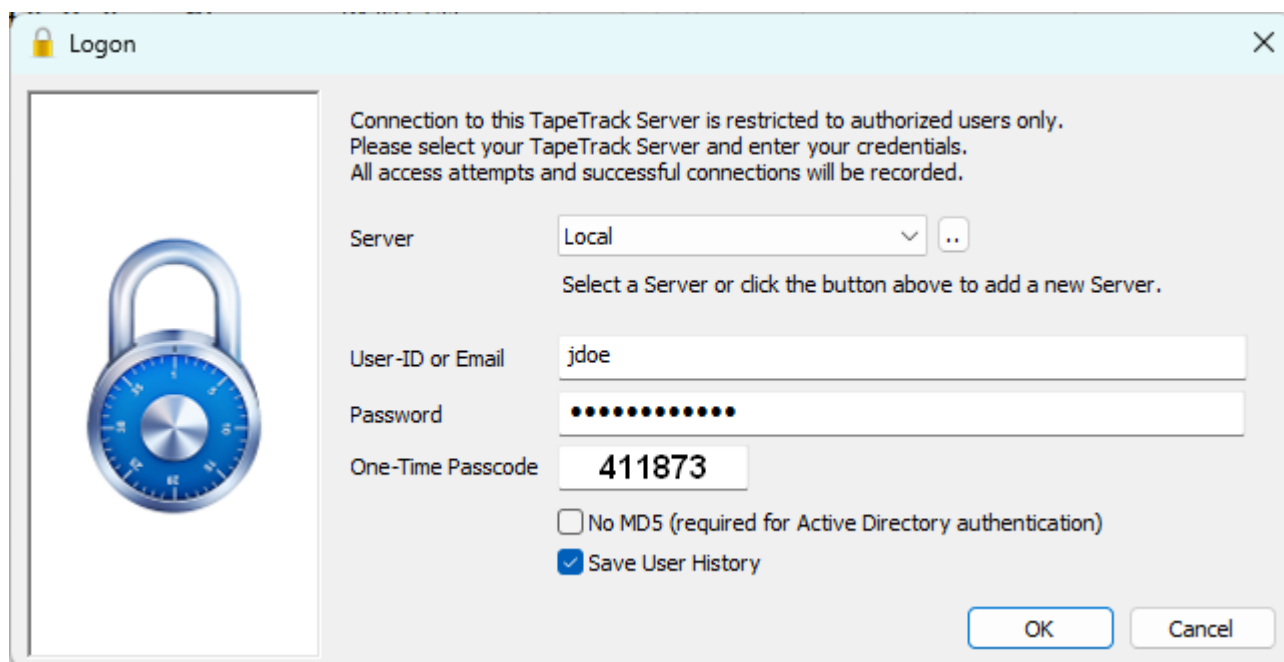 Logon
Connection to this TapeTrack Server is restricted to authorized users only.
Please select your TapeTrack Server and enter your credentials.
All access attempts and successful connections will be recorded.
Server
Local
..
Select a Server or click the button above to add a new Server.
User-ID or Email
jdoe
Password
••••••••••••
One-Time Passcode
411873
No MD5 (required for Active Directory authentication)
Save User History
OK
Cancel